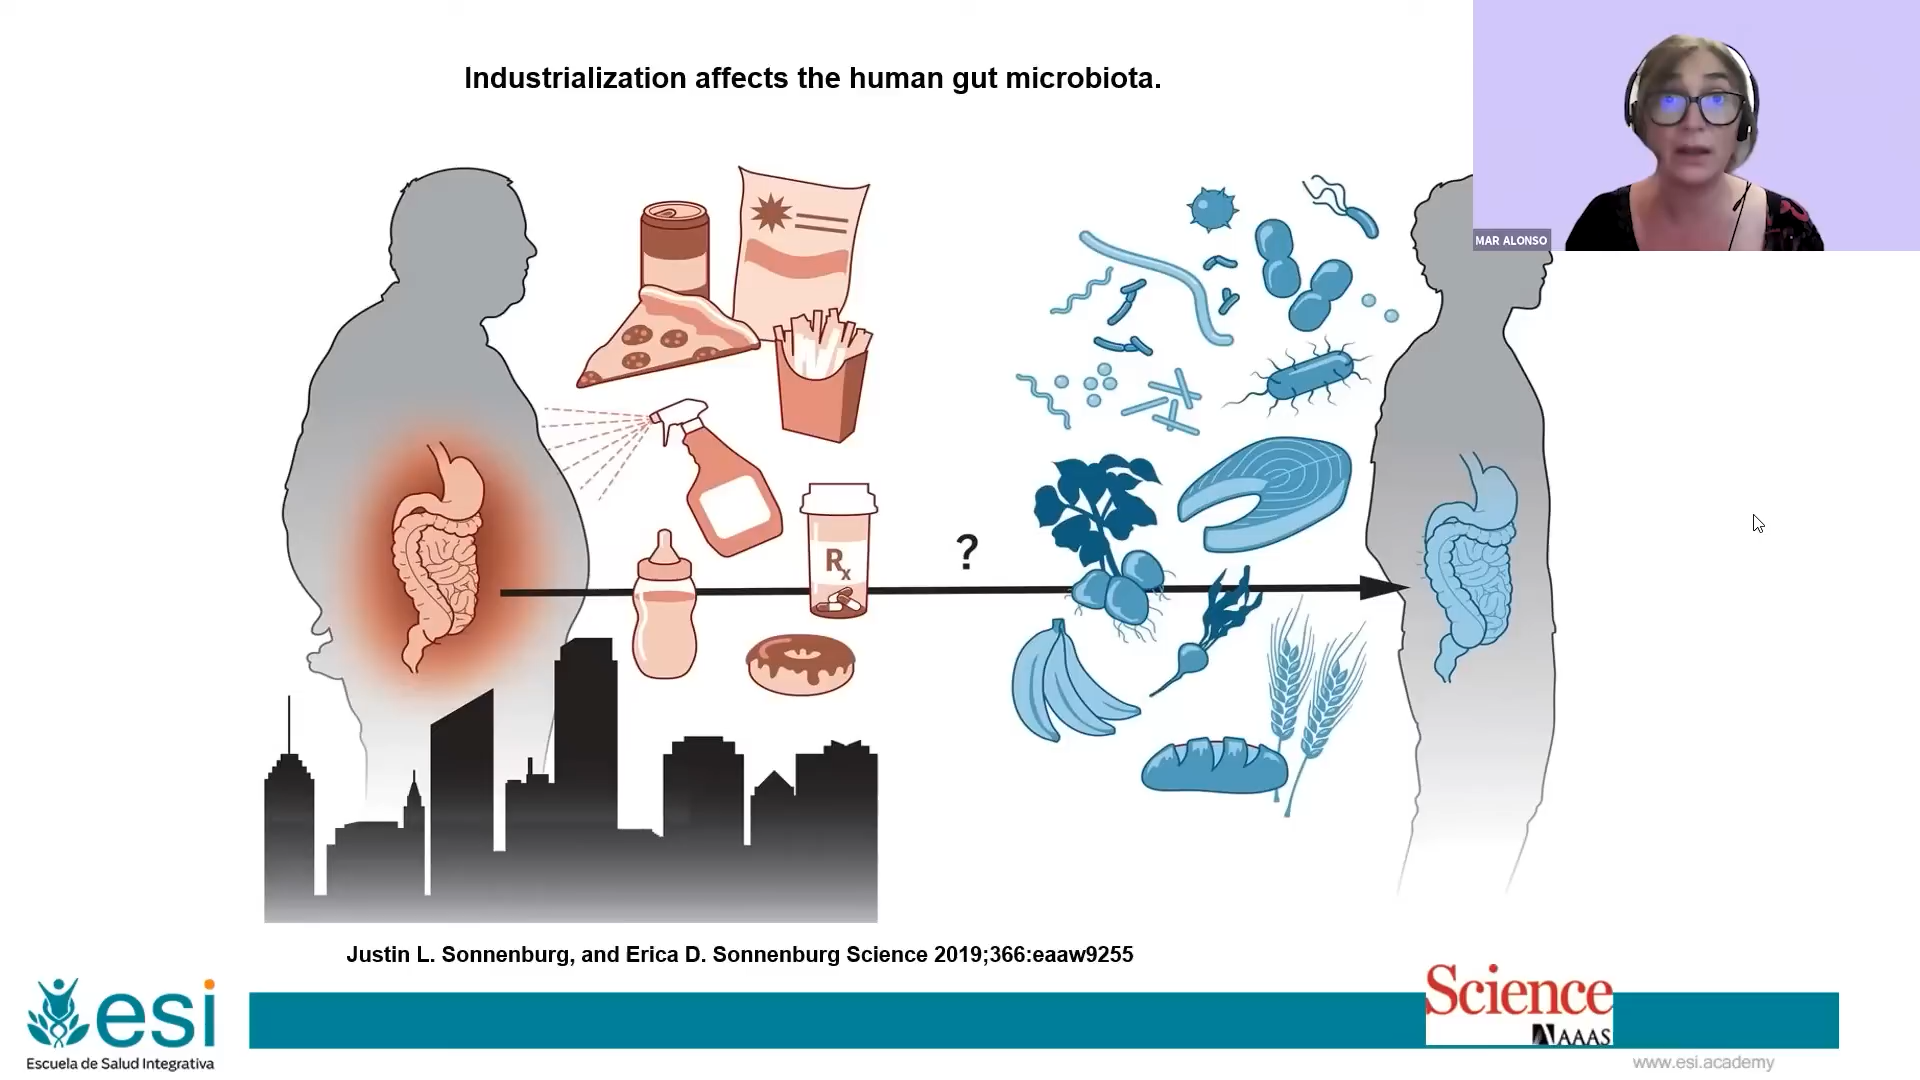 Industrialization affects the human gut microbiota.
MAR ALONSO
Rx
?
Justin L. Sonnenburg, and Erica D. Sonnenburg Science 2019;366:eaaw9255
esi
Escuela de Salud Integrativa
Science
AAAS
www.esi.academy